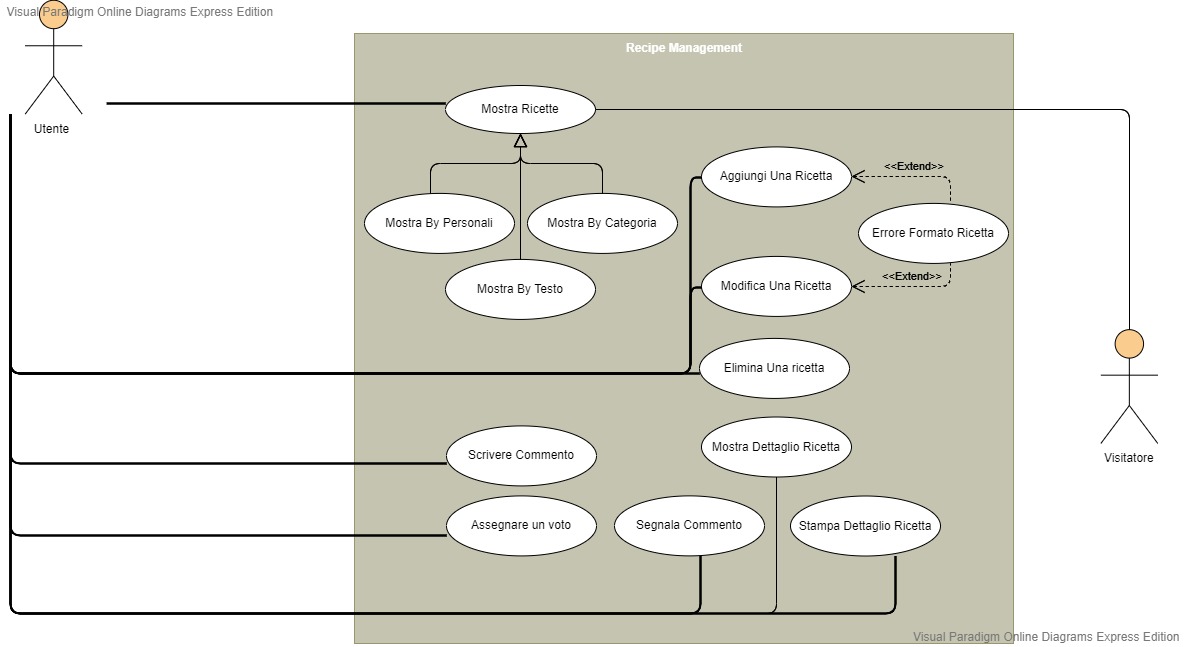 Visual Paradigm Online Diagrams Express Edition
Recipe Management
Mostra Ricette
Utente
<<Extend>>
Aggiungi Una Ricetta
Mostra By Personali
Mostra By Categoria
Errore Formato Ricetta
<<Extend>>
Mostra By Testo
Modifica Una Ricetta
Elimina Una ricetta
Mostra Dettaglio Ricetta
Scrivere Commento
Visitatore
Assegnare un voto
Segnala Commento
Stampa Dettaglio Ricetta
Visual Paradigm Online Diagrams Express Edition